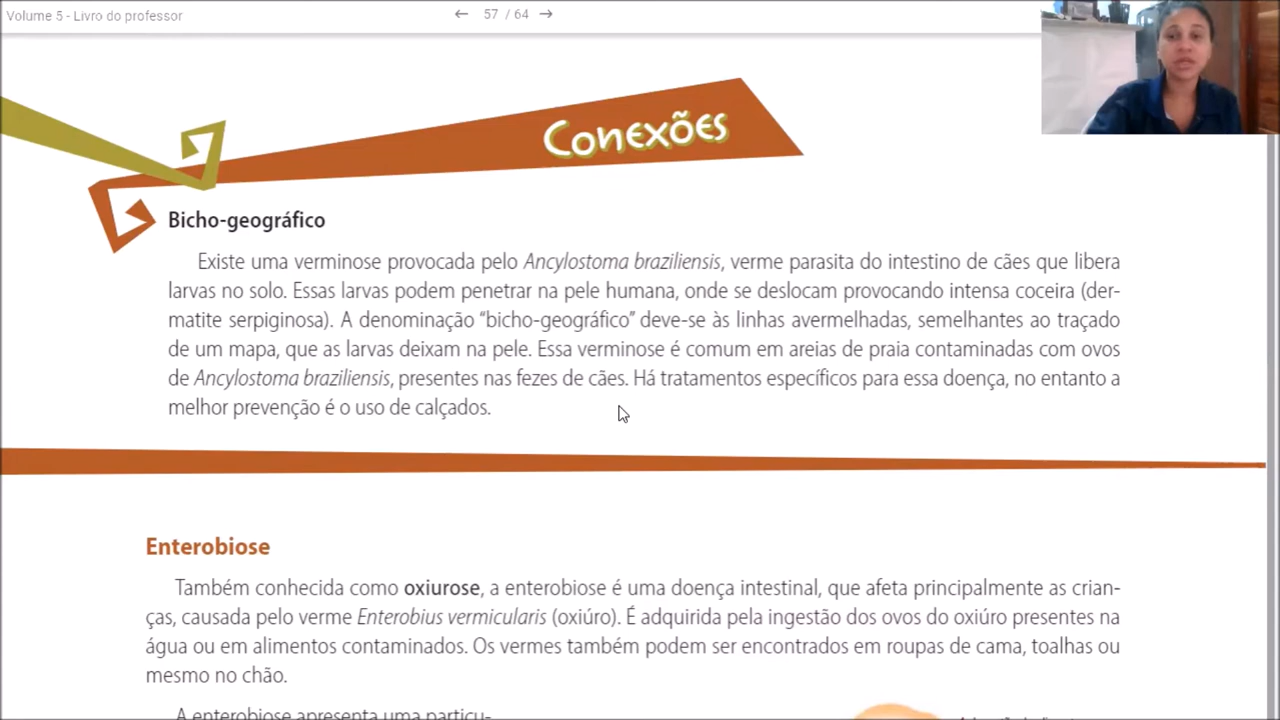 Volume 5 - Livro do professor
← 57 / 64 →
Conexões
Bicho-geográfico
Existe uma verminose provocada pelo Ancylostoma braziliensis, verme parasita do intestino de cães que libera
larvas no solo. Essas larvas podem penetrar na pele humana, onde se deslocam provocando intensa coceira (der-
matite serpiginosa). A denominação “bicho-geográfico” deve-se às linhas avermelhadas, semelhantes ao traçado
de um mapa, que as larvas deixam na pele. Essa verminose é comum em areias de praia contaminadas com ovos
de Ancylostoma braziliensis, presentes nas fezes de cães. Há tratamentos específicos para essa doença, no entanto a
melhor prevenção é o uso de calçados.
Enterobiose
Também conhecida como oxiurose, a enterobiose é uma doença intestinal, que afeta principalmente as crian-
ças, causada pelo verme Enterobius vermicularis (oxiúro). É adquirida pela ingestão dos ovos do oxiúro presentes na
água ou em alimentos contaminados. Os vermes também podem ser encontrados em roupas de cama, toalhas ou
mesmo no chão.
A enterobiose apresenta uma particu-